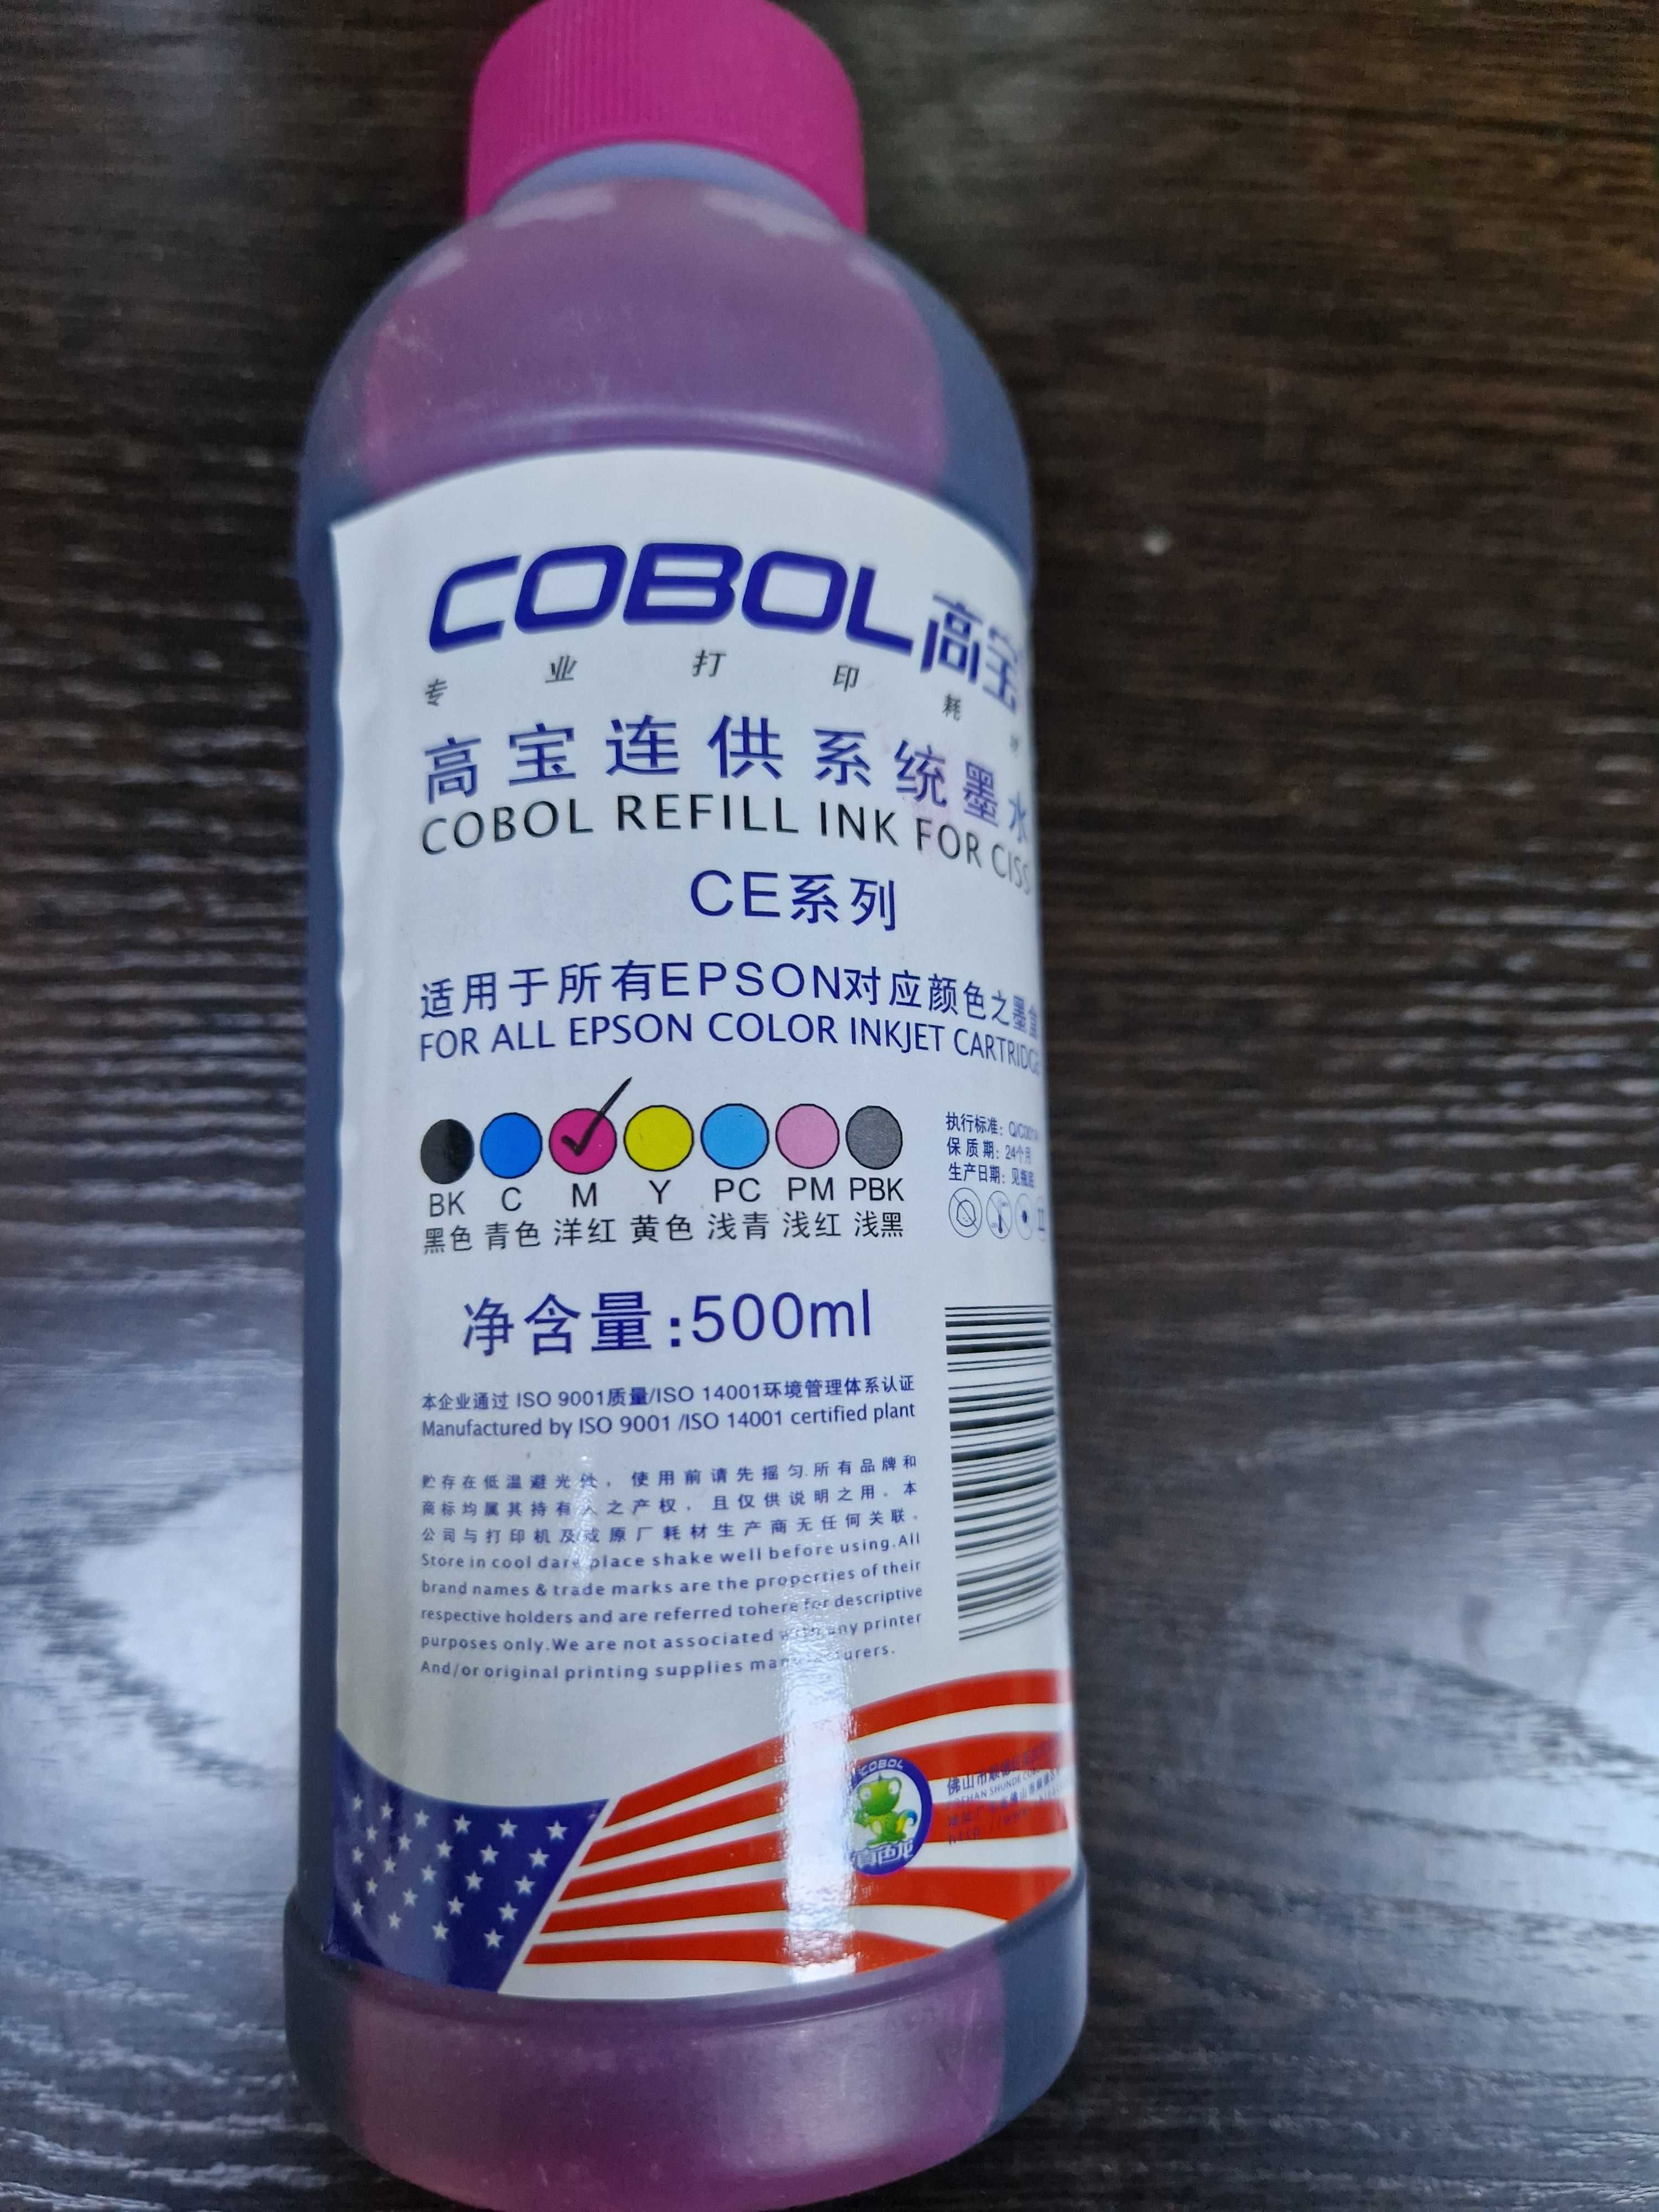 COBOL高宝
专业打印耗材
高宝连供系统墨水
COBOL REFILL INK FOR CISS
CE系列
适用于所有EPSON对应颜色之墨盒
FOR ALL EPSON COLOR INKJET CARTRIDGE
BK C M Y PC PM PBK
黑色 青色 洋红 黄色 浅青 浅红 浅黑
执行标准:
保质期: 24个月
生产日期: 见瓶底
净含量:500ml
本企业通过 ISO 9001质量/ISO 14001环境管理体系认证
Manufactured by ISO 9001 /ISO 14001 certified plant
贮存在低温避光处，使用前请先摇匀.所有品牌和
商标均属其持有人之产权，且仅供说明之用。本
公司与打印机及或原厂耗材生产商无任何关联。
Store in cool dark place shake well before using.All
brand names & trade marks are the properties of their
respective holders and are referred tohere for descriptive
purposes only.We are not associated with any printer
And/or original printing supplies manufacturers.
COBOL
佛山市顺德
FOSHAN SHUNDE